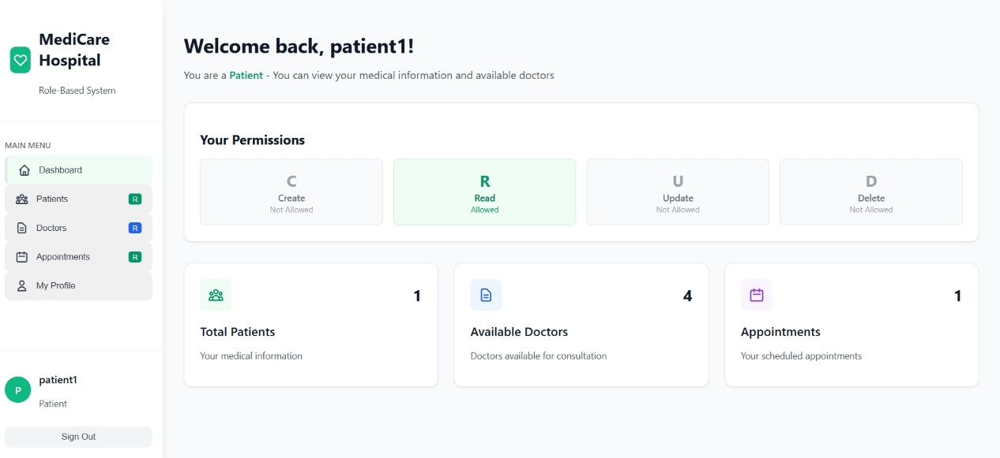 MediCare
Hospital
Role-Based System
MAIN MENU
Dashboard
Patients R
Doctors R
Appointments R
My Profile
P
patient1
Patient
Sign Out
Welcome back, patient1!
You are a Patient - You can view your medical information and available doctors
Your Permissions
C
Create
Not Allowed
R
Read
Allowed
U
Update
Not Allowed
D
Delete
Not Allowed
1
Total Patients
Your medical information
4
Available Doctors
Doctors available for consultation
1
Appointments
Your scheduled appointments